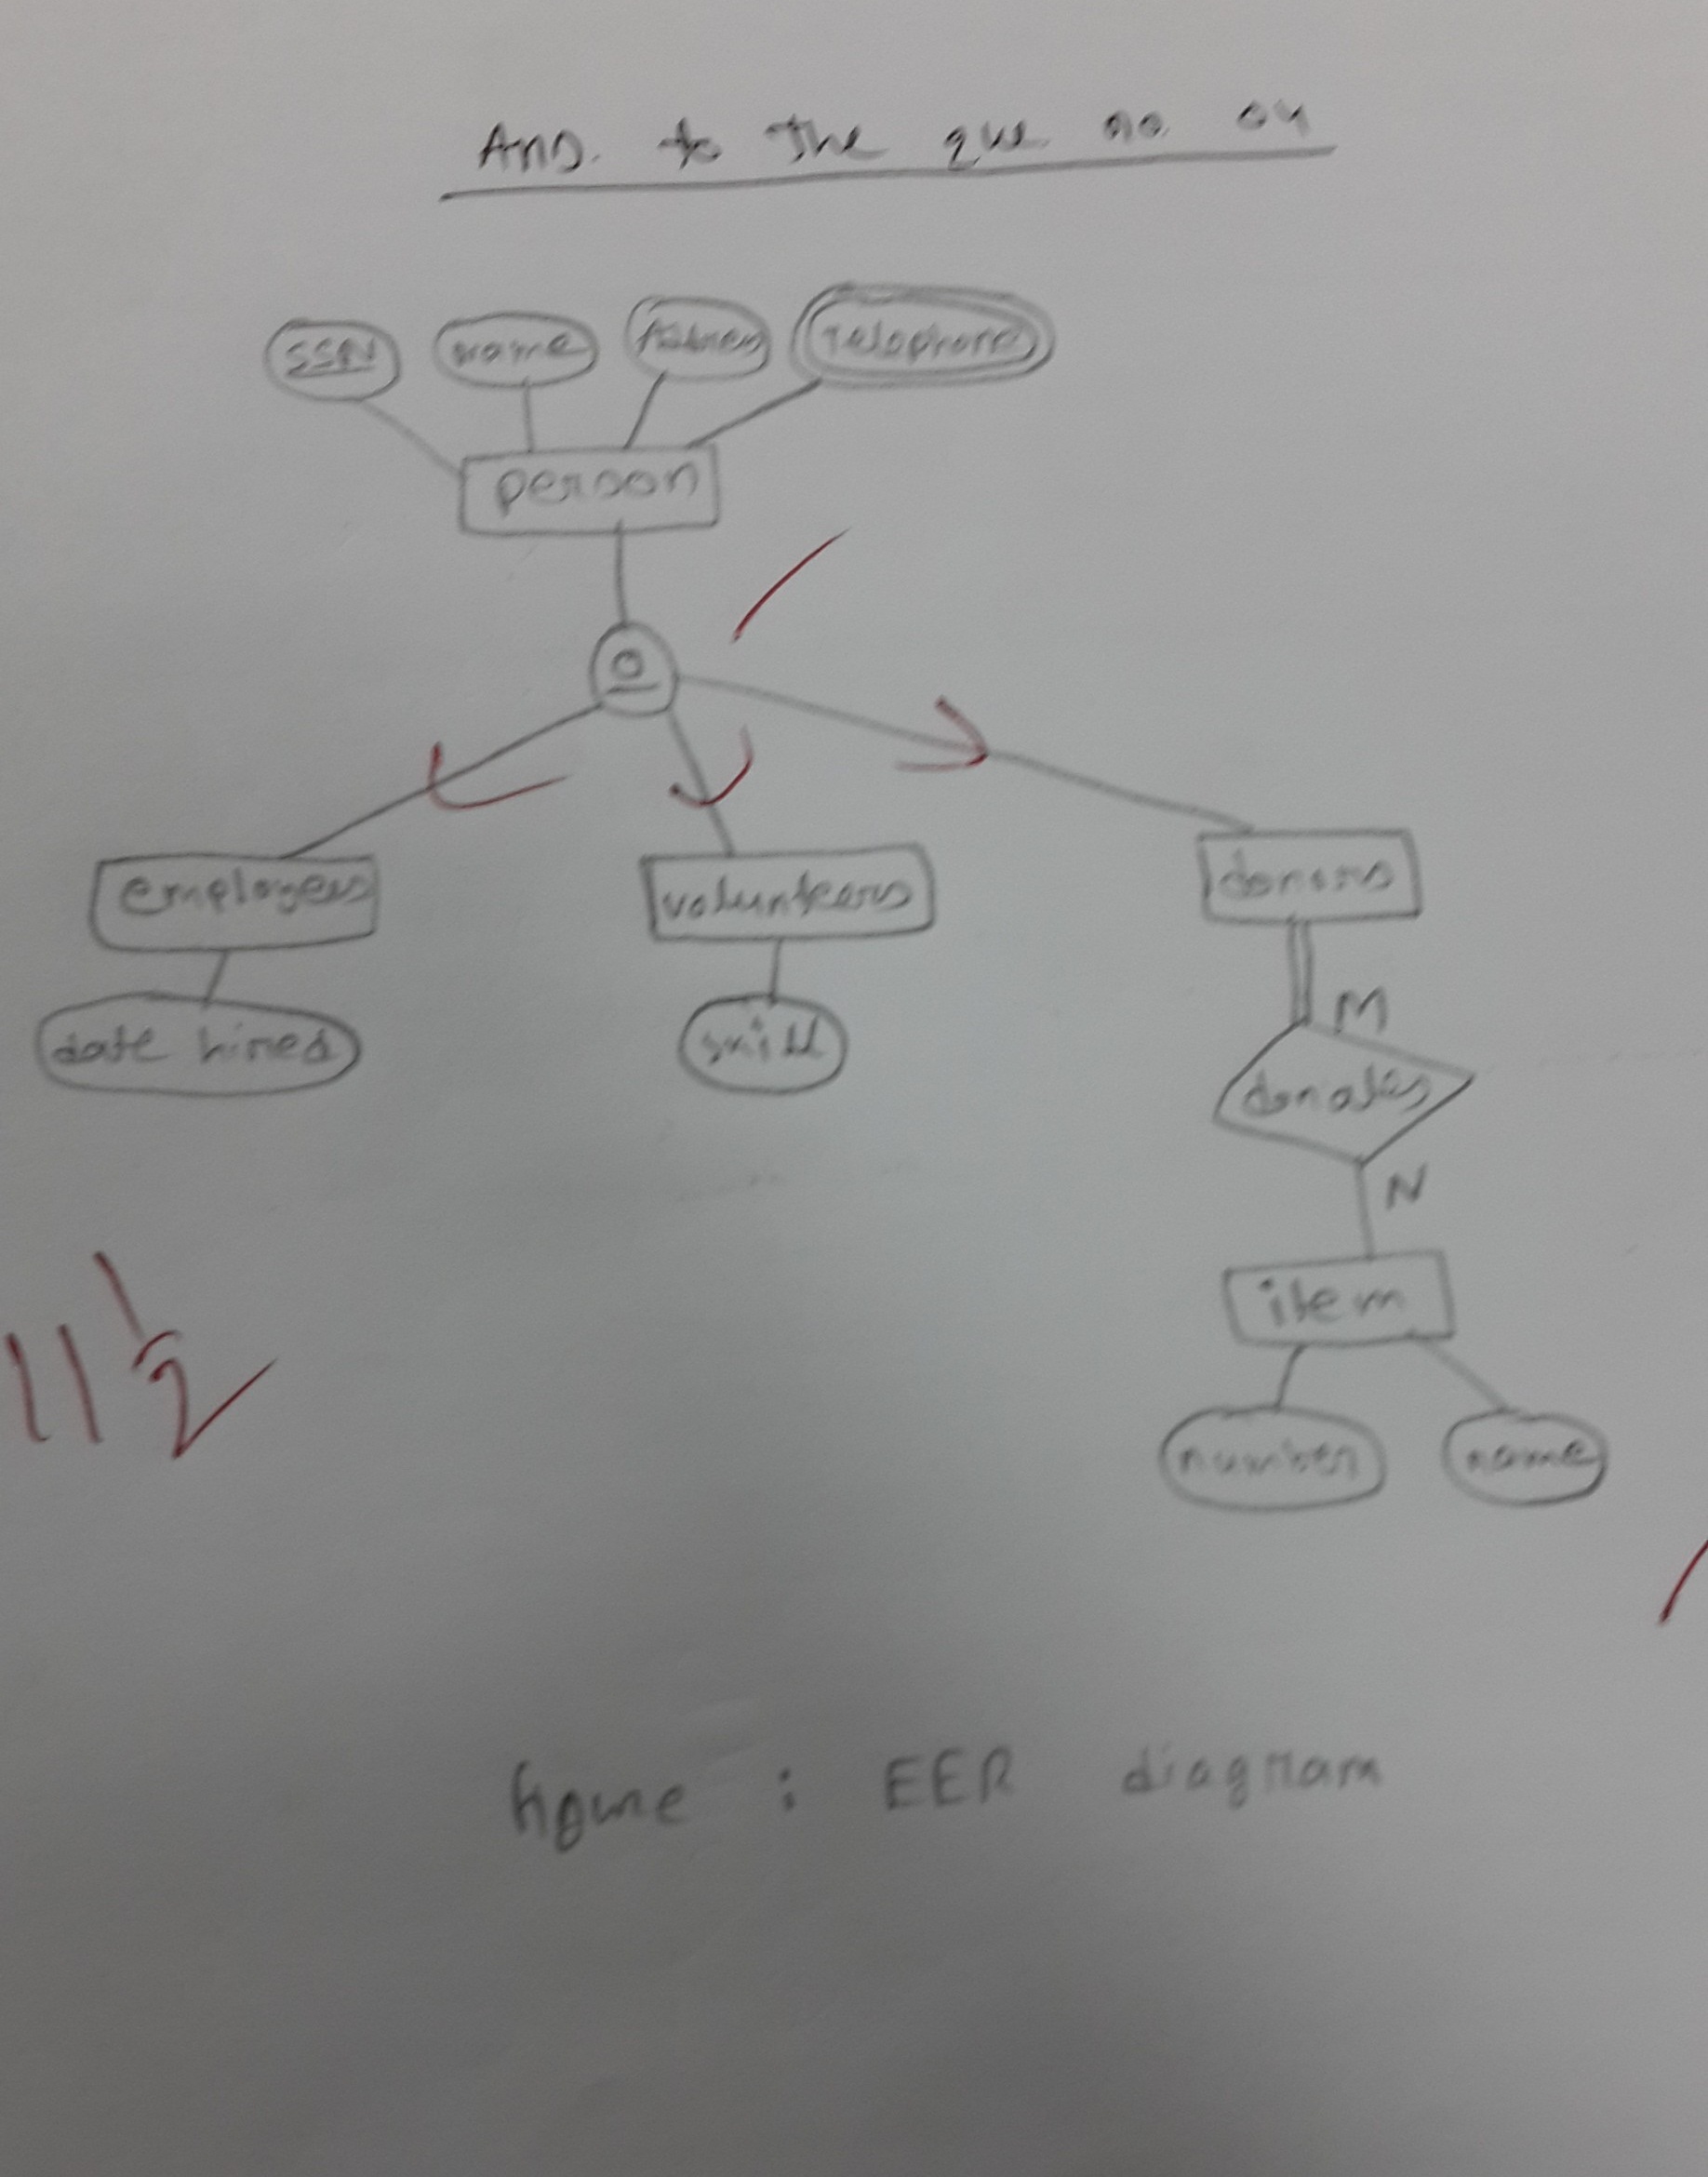 Ans. to the que no. 04
SSN name Address Telephone
person
o
employees volunteers donors
date hired skill
M
donates
N
item
11 1/2
number name
figure : EER diagram